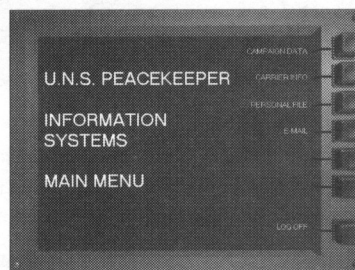 CAMPAIGN DATA
U.N.S. PEACEKEEPER
CARRIER INFO
PERSONAL FILE
INFORMATION
SYSTEMS
E-MAIL
MAIN MENU
LOG OFF